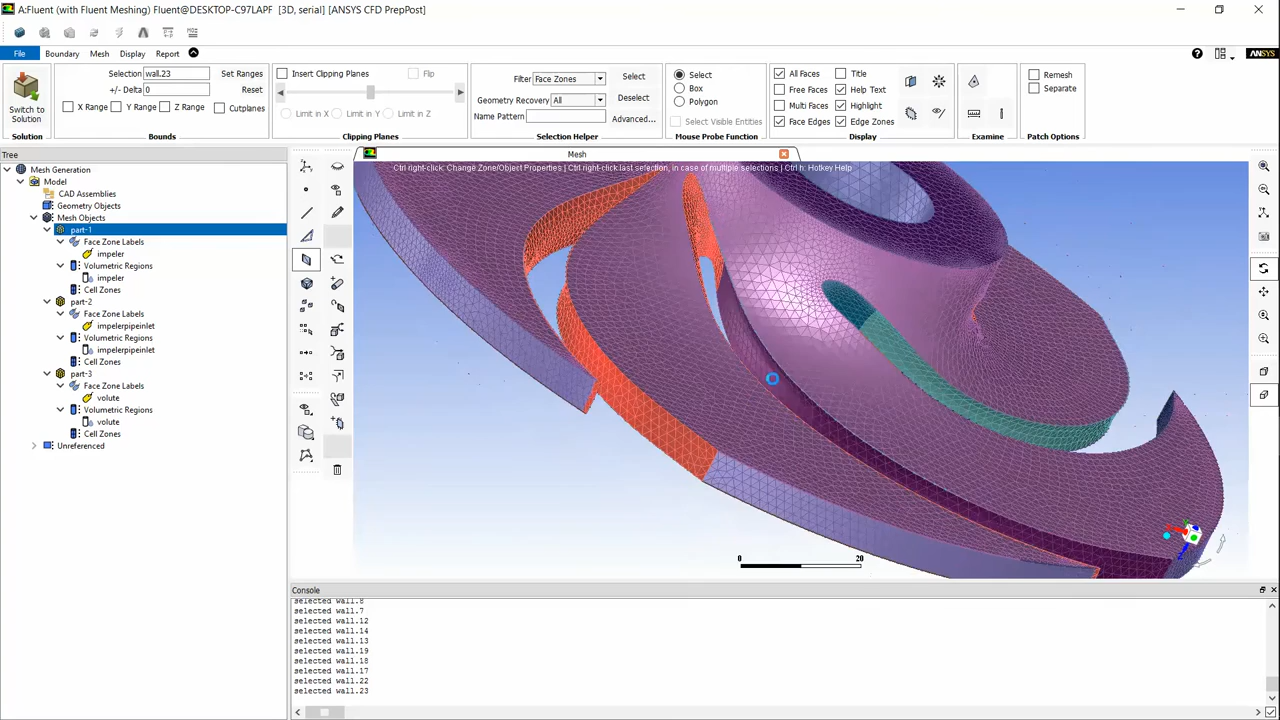 A:Fluent (with Fluent Meshing) Fluent@DESKTOP-C97LAPF [3D, serial] [ANSYS CFD PrepPost]
File Boundary Mesh Display Report
ANSYS
Switch to
Solution
Solution
Selection wall.23 Set Ranges
+/- Delta 0 Reset
X Range Y Range Z Range Cutplanes
Bounds
Insert Clipping Planes Flip
Limit in X Limit in Y Limit in Z
Clipping Planes
Filter Face Zones Select
Geometry Recovery All Deselect
Name Pattern Advanced...
Selection Helper
Select
Box
Polygon
Select Visible Entities
Mouse Probe Function
All Faces Title
Free Faces Help Text
Multi Faces Highlight
Face Edges Edge Zones
Display
Examine
Remesh
Separate
Patch Options
Tree
Mesh Generation
Model
CAD Assemblies
Geometry Objects
Mesh Objects
part-1
Face Zone Labels
impeler
Volumetric Regions
impeler
Cell Zones
part-2
Face Zone Labels
impelerpipeinlet
Volumetric Regions
impelerpipeinlet
Cell Zones
part-3
Face Zone Labels
volute
Volumetric Regions
volute
Cell Zones
Unreferenced
Mesh
Ctrl right-click: Change Zone/Object Properties | Ctrl right-click:last selection, in case of multiple selections | Ctrl h: Hotkey Help
0 20
Console
selected wall.8
selected wall.7
selected wall.12
selected wall.14
selected wall.13
selected wall.19
selected wall.18
selected wall.17
selected wall.22
selected wall.23